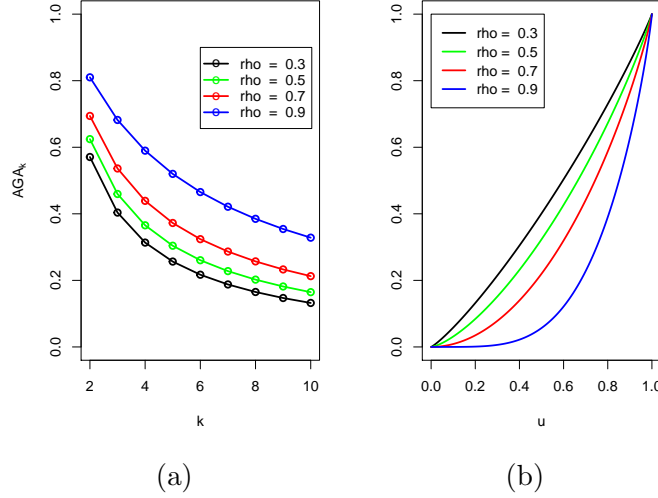 AGAk
0.0 0.2 0.4 0.6 0.8 1.0
rho = 0.3
rho = 0.5
rho = 0.7
rho = 0.9
2 4 6 8 10
k
(a)
0.0 0.2 0.4 0.6 0.8 1.0
rho = 0.3
rho = 0.5
rho = 0.7
rho = 0.9
0.0 0.2 0.4 0.6 0.8 1.0
u
(b)